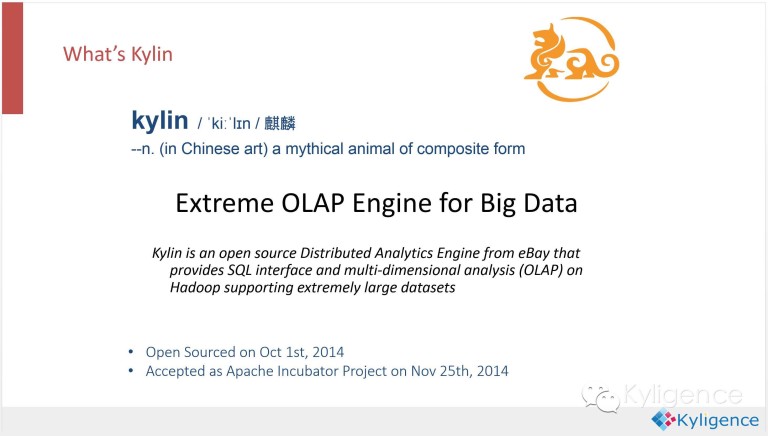 What's Kylin
kylin / ˈkiːˈlɪn / 麒麟
--n. (in Chinese art) a mythical animal of composite form
Extreme OLAP Engine for Big Data
Kylin is an open source Distributed Analytics Engine from eBay that
provides SQL interface and multi-dimensional analysis (OLAP) on
Hadoop supporting extremely large datasets
• Open Sourced on Oct 1st, 2014
• Accepted as Apache Incubator Project on Nov 25th, 2014
Kyligence
Kyligence